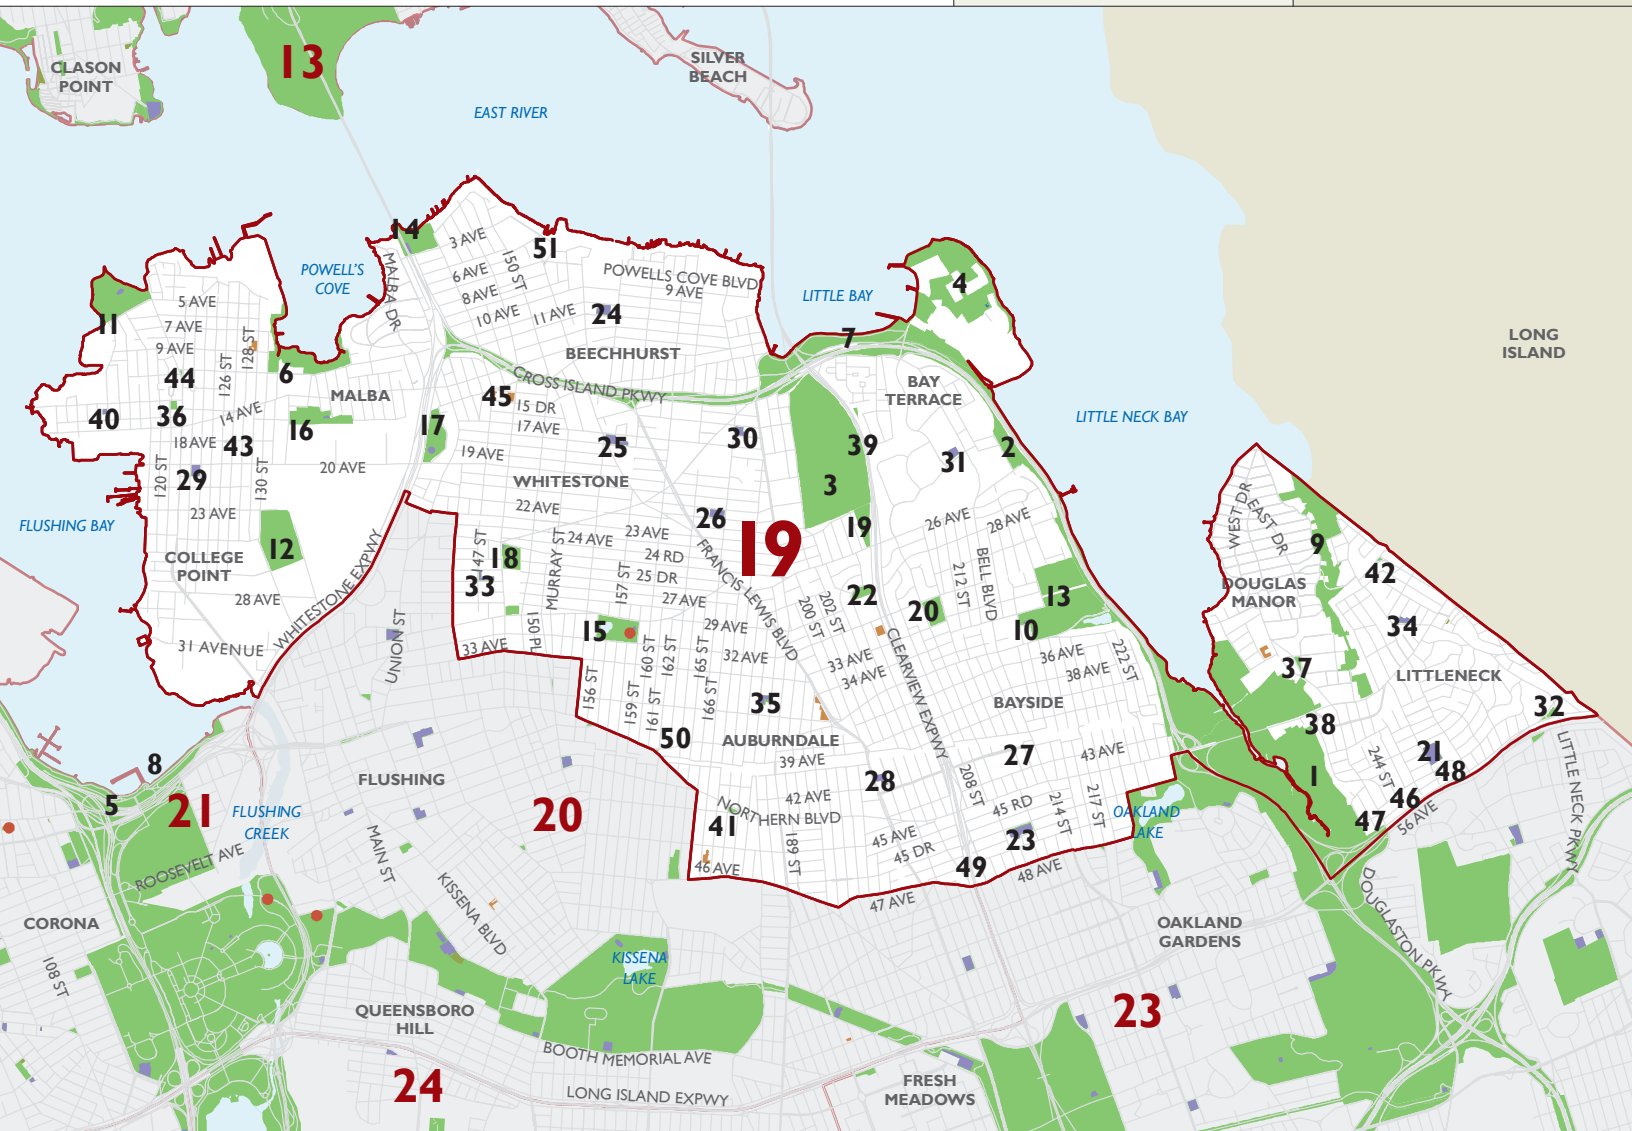 13
CLASON
POINT
SILVER
BEACH
EAST RIVER
14
3 AVE
51
POWELL'S
COVE
MALBA DR
6 AVE
150 ST
POWELLS COVE BLVD
9 AVE
8 AVE
10 AVE
11 AVE
24
LITTLE BAY
4
5 AVE
11
7 AVE
9 AVE
128 ST
126 ST
BEECHHURST
7
LONG
ISLAND
44
6
MALBA
CROSS ISLAND PKWY
BAY
TERRACE
40
36
14 AVE
16
17
45
15 DR
17 AVE
25
30
39
31
2
LITTLE NECK BAY
18 AVE
43
19 AVE
20 AVE
120 ST
29
130 ST
WHITESTONE
3
23 AVE
22 AVE
26
19
19
26 AVE
28 AVE
WEST DR
EAST DR
FLUSHING BAY
COLLEGE
POINT
12
WHITESTONE EXPWY
147 ST
18
33
MURRAY ST
24 AVE
23 AVE
24 RD
25 DR
157 ST
27 AVE
FRANCIS LEWIS BLVD
9
42
DOUGLAS
MANOR
28 AVE
22
20
212 ST
BELL BLVD
13
10
34
31 AVENUE
UNION ST
150 PL
33 AVE
15
29 AVE
200 ST
202 ST
32 AVE
160 ST
162 ST
165 ST
33 AVE
34 AVE
CLEARVIEW EXPWY
36 AVE
38 AVE
222 ST
37
LITTLENECK
156 ST
159 ST
161 ST
166 ST
35
BAYSIDE
32
50
AUBURNDALE
39 AVE
27
43 AVE
38
21
48
244 ST
LITTLE NECK PKWY
8
FLUSHING
28
208 ST
1
46
5
21
FLUSHING
CREEK
20
42 AVE
NORTHERN BLVD
41
45 RD
214 ST
217 ST
OAKLAND
LAKE
47
56 AVE
189 ST
45 AVE
45 DR
23
ROOSEVELT AVE
MAIN ST
46 AVE
49
48 AVE
47 AVE
KISSENA BLVD
CORONA
DOUGLASTON PKWY
OAKLAND
GARDENS
108 ST
KISSENA
LAKE
QUEENSBORO
HILL
23
BOOTH MEMORIAL AVE
24
LONG ISLAND EXPWY
FRESH
MEADOWS